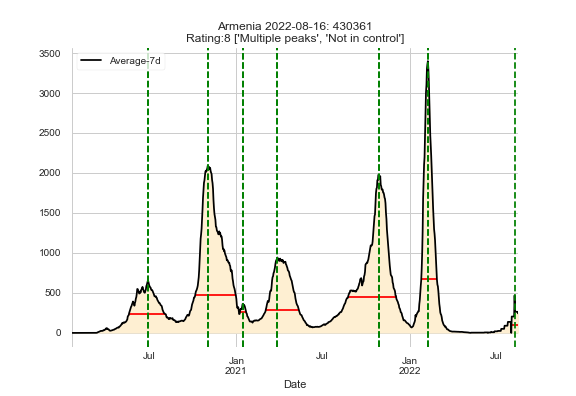 Armenia 2022-08-16: 430361
Rating:8 ['Multiple peaks', 'Not in control']
Average-7d
3500
3000
2500
2000
1500
1000
500
0
Jul
Jan
2021
Jul
Jan
2022
Jul
Date